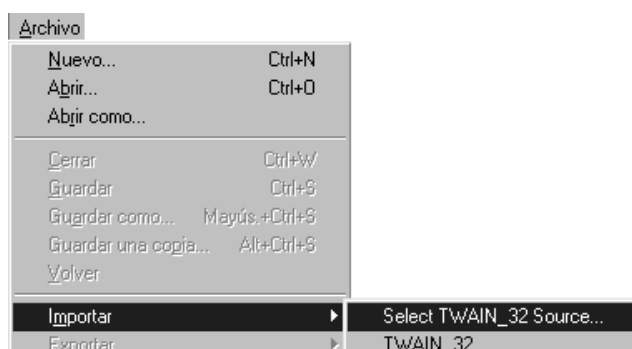 Archivo
Nuevo... Ctrl+N
Abrir... Ctrl+O
Abrir como...
Cerrar Ctrl+W
Guardar Ctrl+S
Guardar como... Mayús.+Ctrl+S
Guardar una copia... Alt+Ctrl+S
Volver
Importar Select TWAIN_32 Source...
Exportar TWAIN_32